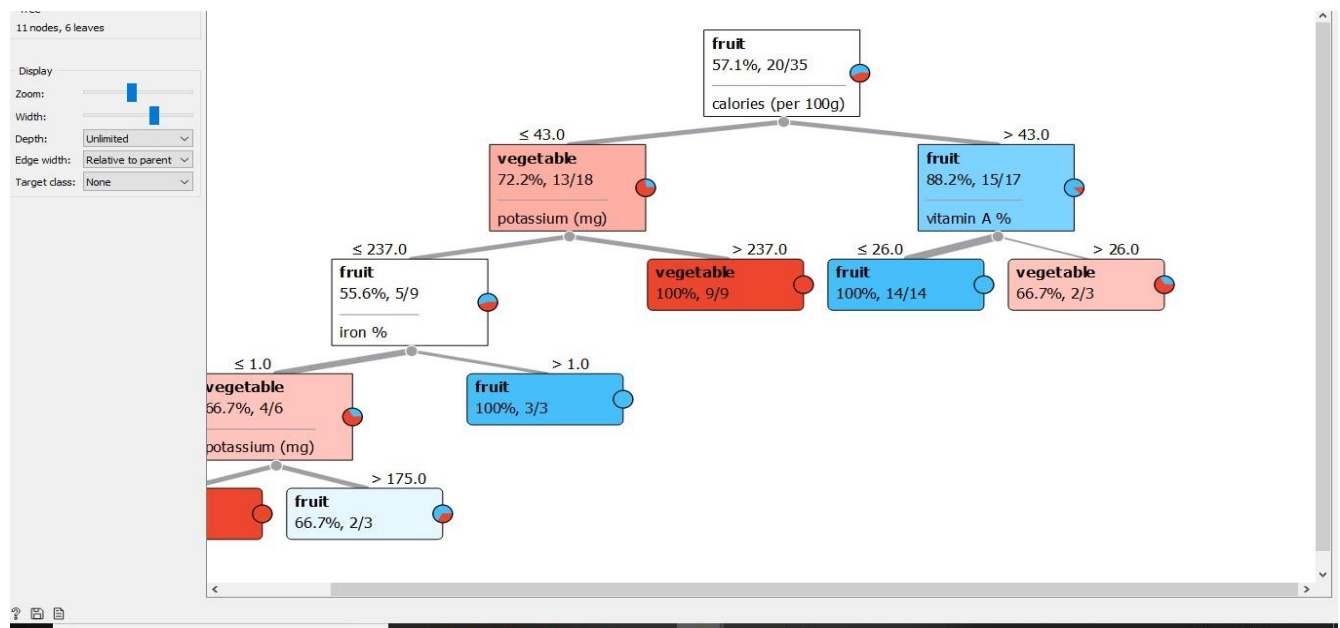 11 nodes, 6 leaves
Display
Zoom:
Width:
Depth: Unlimited
Edge width: Relative to parent
Target class: None
fruit
57.1%, 20/35
calories (per 100g)
≤ 43.0
> 43.0
vegetable
72.2%, 13/18
potassium (mg)
fruit
88.2%, 15/17
vitamin A %
≤ 237.0
> 237.0
≤ 26.0
> 26.0
fruit
55.6%, 5/9
iron %
vegetable
100%, 9/9
fruit
100%, 14/14
vegetable
66.7%, 2/3
≤ 1.0
> 1.0
vegetable
66.7%, 4/6
potassium (mg)
fruit
100%, 3/3
> 175.0
fruit
66.7%, 2/3